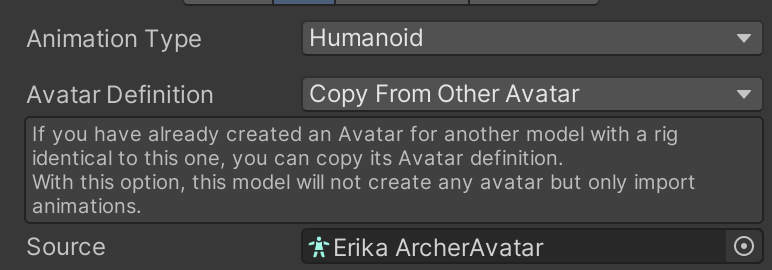 Animation Type Humanoid
Avatar Definition Copy From Other Avatar
If you have already created an Avatar for another model with a rig
identical to this one, you can copy its Avatar definition.
With this option, this model will not create any avatar but only import
animations.
Source Erika ArcherAvatar